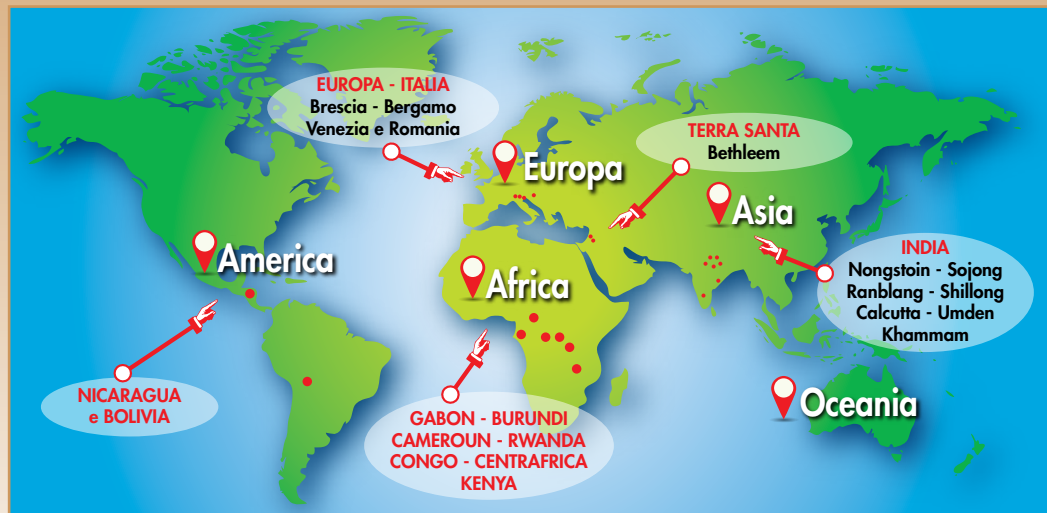 EUROPA - ITALIA
Brescia - Bergamo
Venezia e Romania
TERRA SANTA
Bethleem
Europa
Asia
America
Africa
INDIA
Nongstoin - Sojong
Ranblang - Shillong
Calcutta - Umden
Khammam
NICARAGUA
e BOLIVIA
GABON - BURUNDI
CAMEROUN - RWANDA
CONGO - CENTRAFRICA
KENYA
Oceania